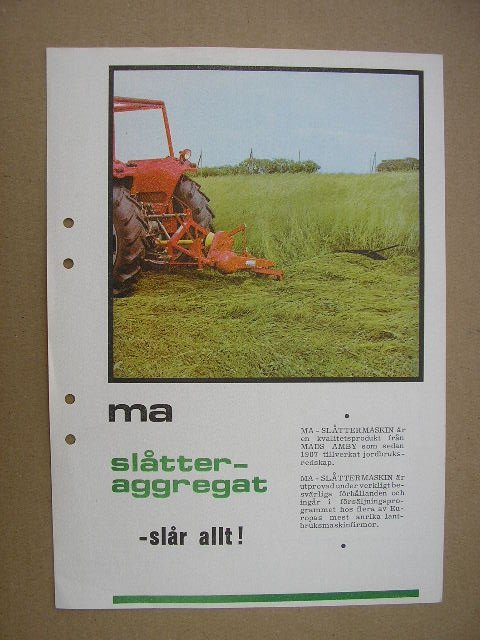 ma
slåtter-
aggregat
-slår allt!
MA - SLÅTTERMASKIN är
en kvalitetsprodukt från
MADS AMBY som sedan
1907 tillverkat jordbruks-
redskap.
MA - SLÅTTERMASKIN är
utprovad under verkligt be-
svärliga förhållanden och
ingår i försäljningspro-
grammet hos flera av Eu-
ropas mest anrika lant-
bruksmaskinfirmor.